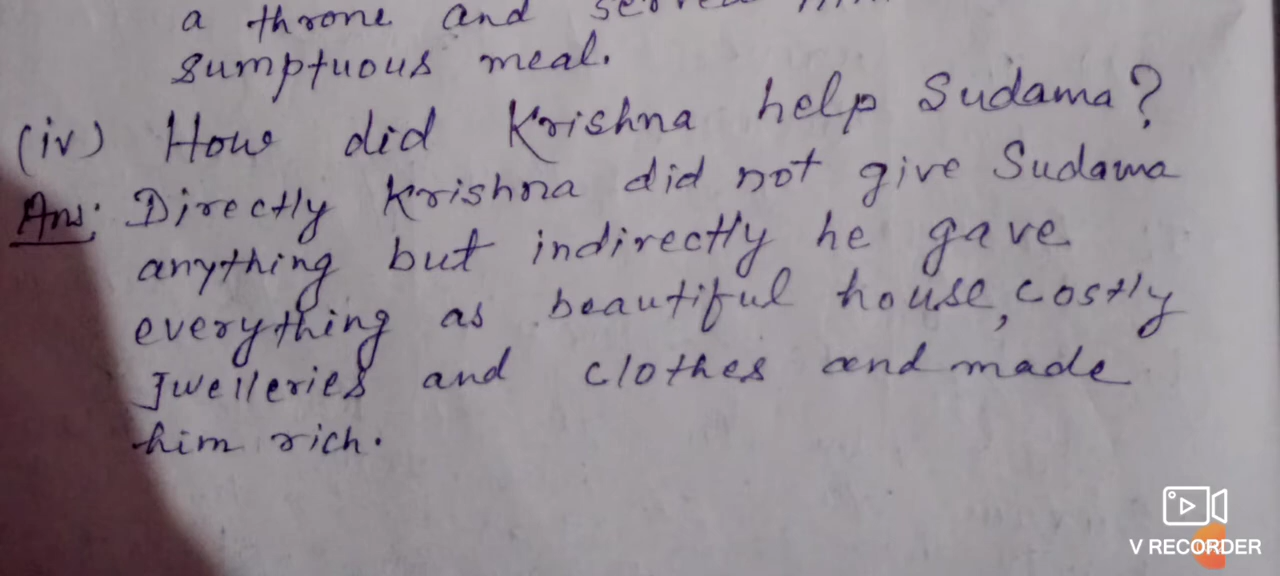 a throne and served
sumptuous meal.
(iv) How did Krishna help Sudama?
Ans: Directly Krishna did not give Sudama
anything but indirectly he gave
everything as beautiful house, costly
Jwelleries and clothes and made
him rich.
V RECORDER